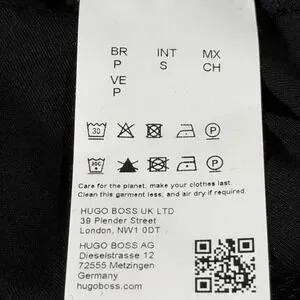 BR INT MX
P S CH
VE
P
30
P
30C
P
Care for the planet, make your clothes last.
Clean this garment less, and air dry if required.
HUGO BOSS UK LTD
39 Plender Street
London, NW1 0DT
HUGO BOSS AG
Dieselstrasse 12
72555 Metzingen
Germany
hugoboss.com